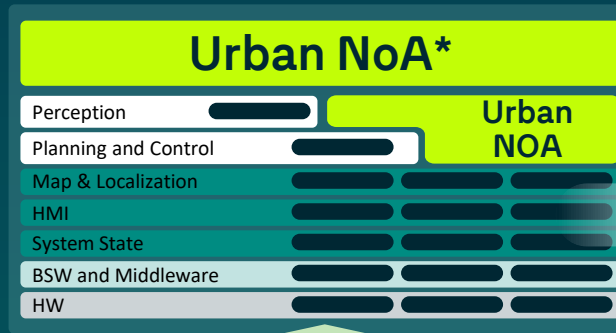 Urban NoA*
Perception
Urban
NOA
Planning and Control
Map & Localization
HMI
System State
BSW and Middleware
HW